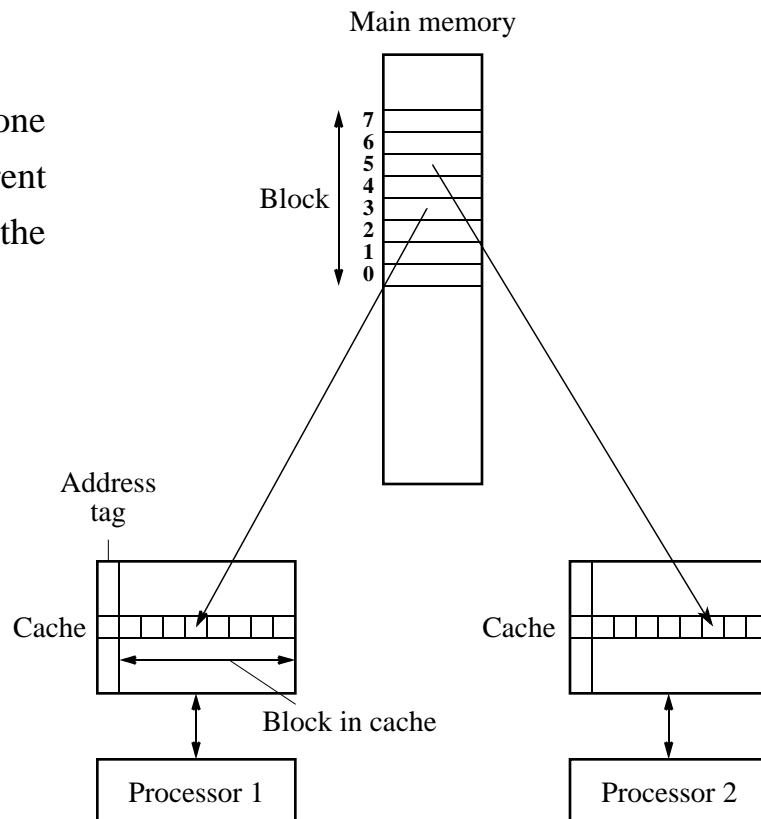 Main memory
one
rent
the
7
6
5
4
3
2
1
0
Block
Address
tag
Cache
Cache
Block in cache
Processor 1
Processor 2